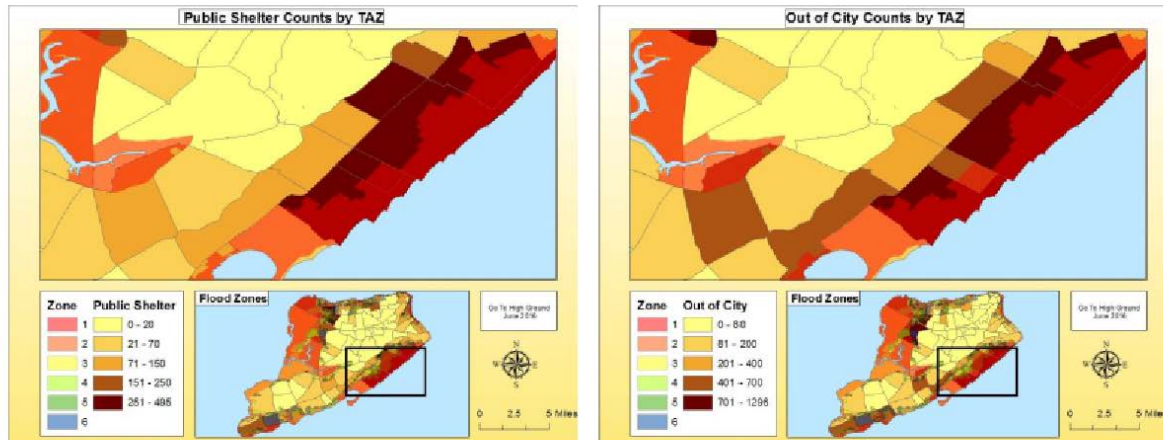 Public Shelter Counts by TAZ
Zone Public Shelter
1 0 - 20
2 21 - 70
3 71 - 150
4 151 - 250
5 251 - 495
6
Flood Zones
Go To High Ground
June 2016
N
W E
S
0 2.5 5 Miles
Out of City Counts by TAZ
Zone Out of City
1 0 - 80
2 81 - 200
3 201 - 400
4 401 - 700
5 701 - 1296
6
Flood Zones
Go To High Ground
June 2016
N
W E
S
0 2.5 5 Miles